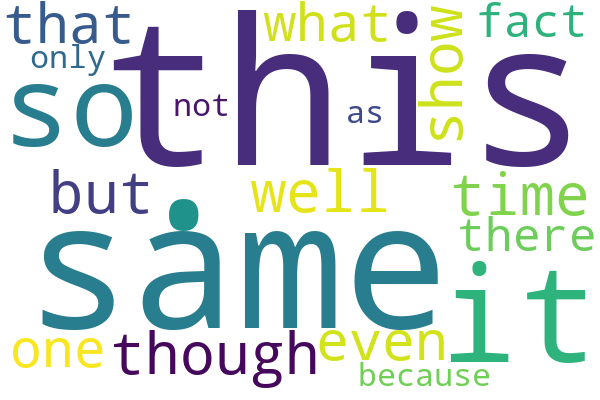 that
what
show
fact
only
this
so
not
as
but
well
time
there
same
.
it
one
though
even
because